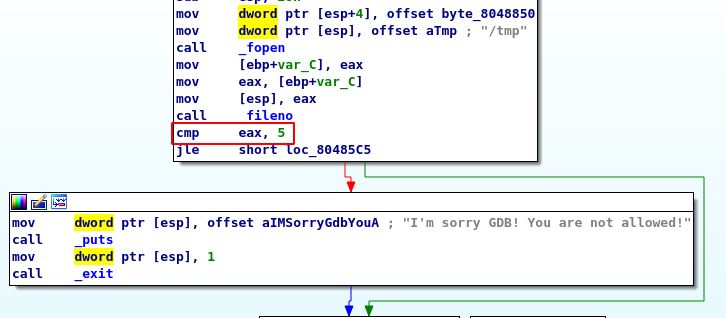 mov dword ptr [esp+4], offset byte_8048850
mov dword ptr [esp], offset aTmp ; "/tmp"
call _fopen
mov [ebp+var_C], eax
mov eax, [ebp+var_C]
mov [esp], eax
call _fileno
cmp eax, 5
jle short loc_80485C5
mov dword ptr [esp], offset aIMSorryGdbYouA ; "I'm sorry GDB! You are not allowed!"
call _puts
mov dword ptr [esp], 1
call _exit